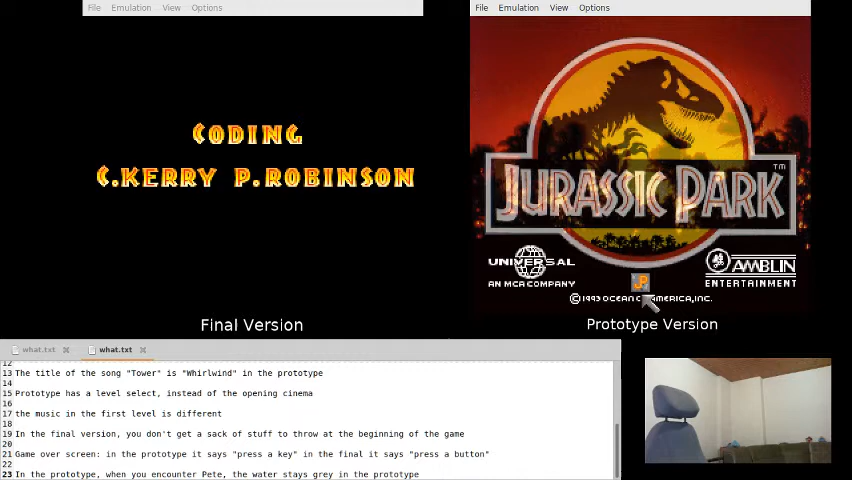 File Emulation View Options
File Emulation View Options
CODING
C.KERRY P.ROBINSON
JURASSIC PARK
TM
UNIVERSAL
AN MCA COMPANY
AMBLIN
ENTERTAINMENT
JP
©1993 OCEAN OF AMERICA,INC.
Final Version
Prototype Version
what.txt what.txt
12
13 The title of the song "Tower" is "Whirlwind" in the prototype
14
15 Prototype has a level select, instead of the opening cinema
16
17 the music in the first level is different
18
19 In the final version, you don't get a sack of stuff to throw at the beginning of the game
20
21 Game over screen: in the prototype it says "press a key" in the final it says "press a button"
22
23 In the prototype, when you encounter Pete, the water stays grey in the prototype